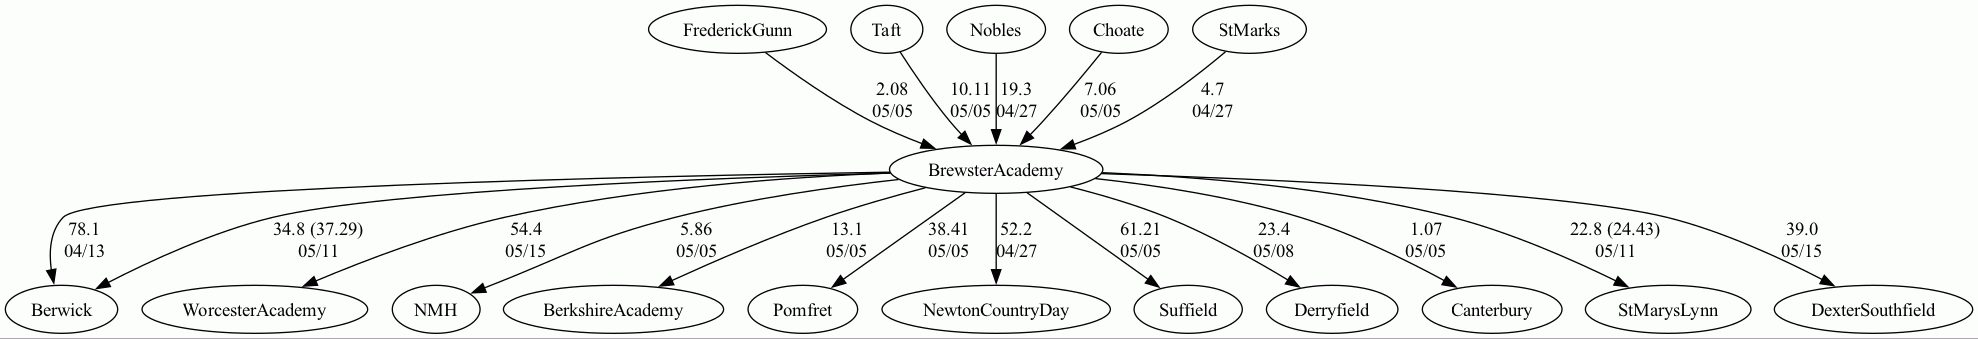 FrederickGunn
Taft
Nobles
Choate
StMarks
2.08
05/05
10.11
05/05
19.3
04/27
7.06
05/05
4.7
04/27
BrewsterAcademy
78.1
04/13
34.8 (37.29)
05/11
54.4
05/15
5.86
05/05
13.1
05/05
38.41
05/05
52.2
04/27
61.21
05/05
23.4
05/08
1.07
05/05
22.8 (24.43)
05/11
39.0
05/15
Berwick
WorcesterAcademy
NMH
BerkshireAcademy
Pomfret
NewtonCountryDay
Suffield
Derryfield
Canterbury
StMarysLynn
DexterSouthfield